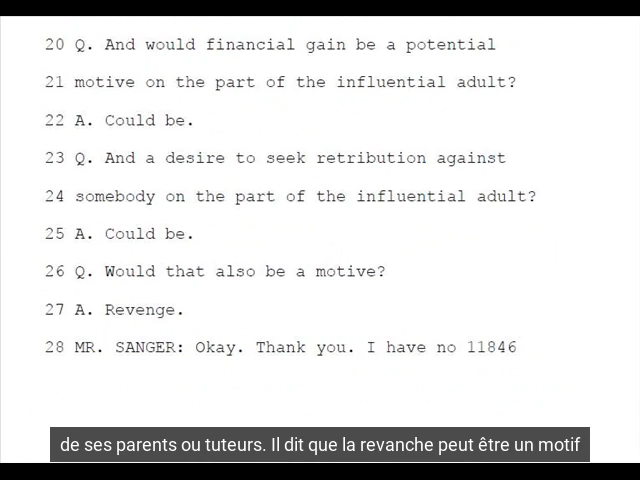 20 Q. And would financial gain be a potential
21 motive on the part of the influential adult?
22 A. Could be.
23 Q. And a desire to seek retribution against
24 somebody on the part of the influential adult?
25 A. Could be.
26 Q. Would that also be a motive?
27 A. Revenge.
28 MR. SANGER: Okay. Thank you. I have no 11846
de ses parents ou tuteurs. Il dit que la revanche peut être un motif